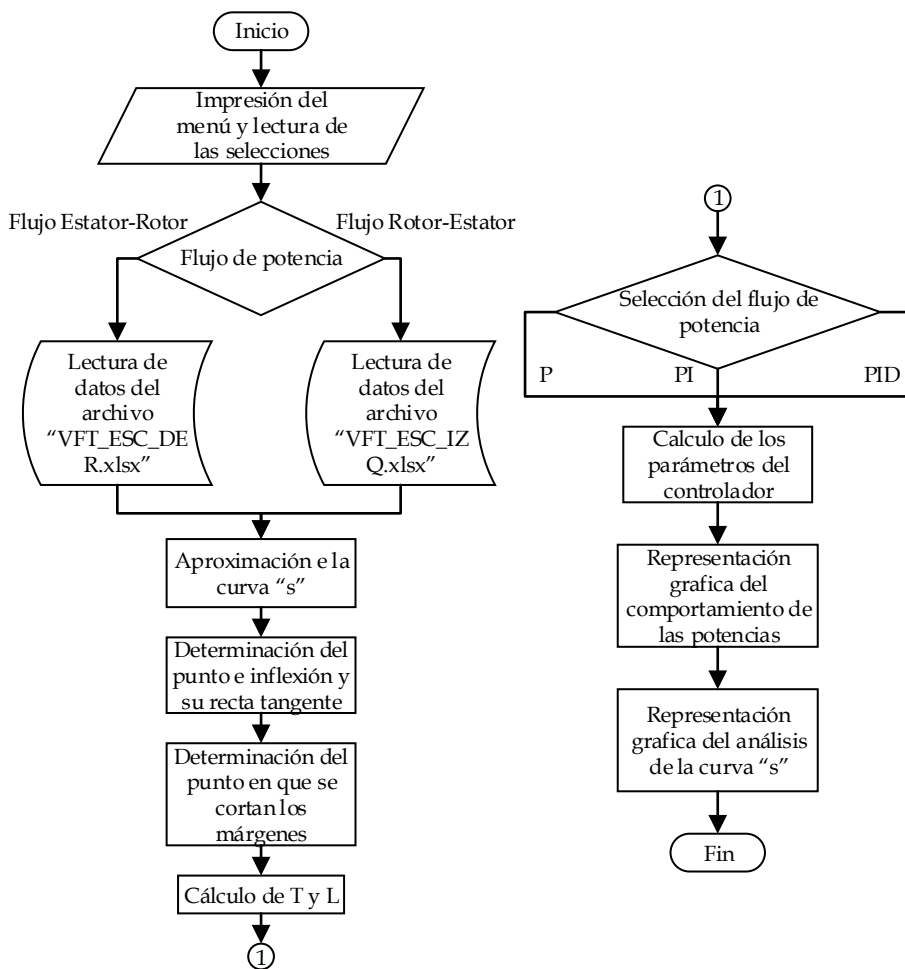 Inicio
Impresión del
menú y lectura de
las selecciones
Flujo Estator-Rotor
Flujo Rotor-Estator
Flujo de potencia
Lectura de
datos del
archivo
“VFT_ESC_DE
R.xlsx”
Lectura de
datos del
archivo
“VFT_ESC_IZ
Q.xlsx”
Aproximación e la
curva “s”
Determinación del
punto e inflexión y
su recta tangente
Determinación del
punto en que se
cortan los
márgenes
Cálculo de T y L
1
1
Selección del flujo de
potencia
P
PI
PID
Calculo de los
parámetros del
controlador
Representación
grafica del
comportamiento de
las potencias
Representación
grafica del análisis
de la curva “s”
Fin